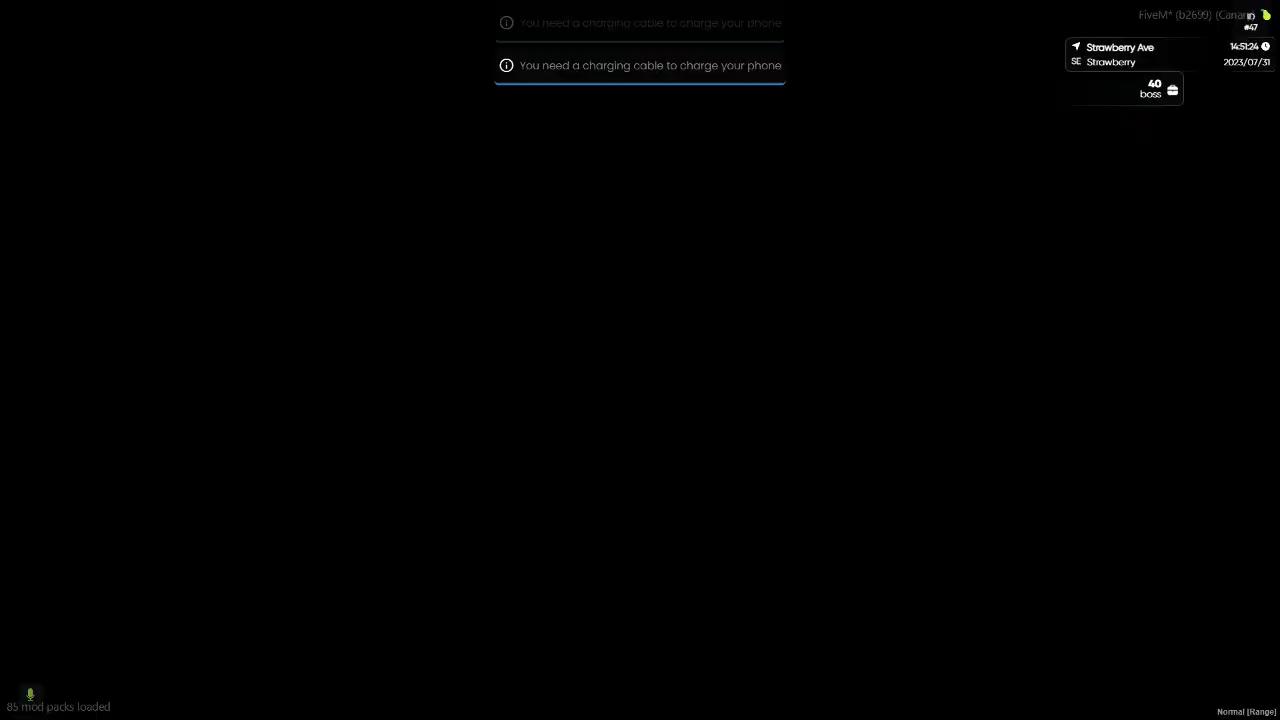 You need a charging cable to charge your phone
You need a charging cable to charge your phone
FiveM* (b2699) (Canary
ID
#47
Strawberry Ave
14:51:24
SE Strawberry
2023/07/31
40
boss
85 mod packs loaded
Normal [Range]